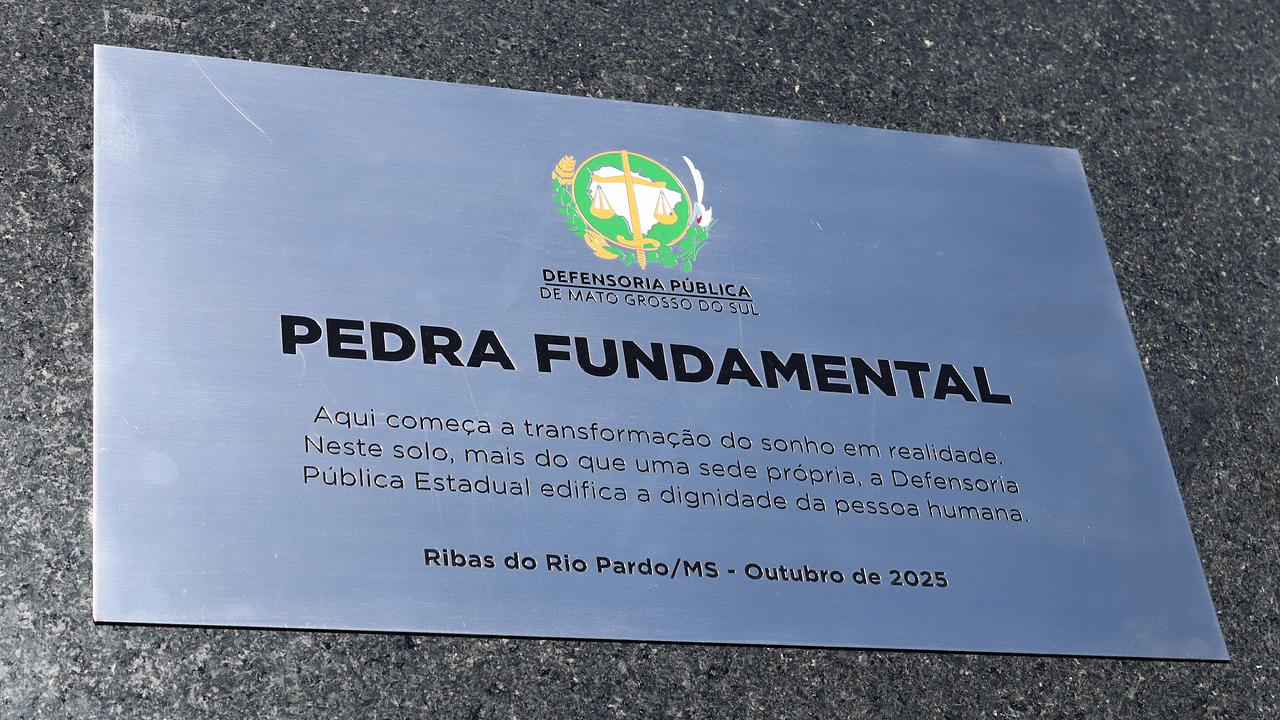 DEFENSORIA PÚBLICA
DE MATO GROSSO DO SUL
PEDRA FUNDAMENTAL
Aqui começa a transformação do sonho em realidade.
Neste solo, mais do que uma sede própria, a Defensoria
Pública Estadual edifica a dignidade da pessoa humana.
Ribas do Rio Pardo/MS - Outubro de 2025